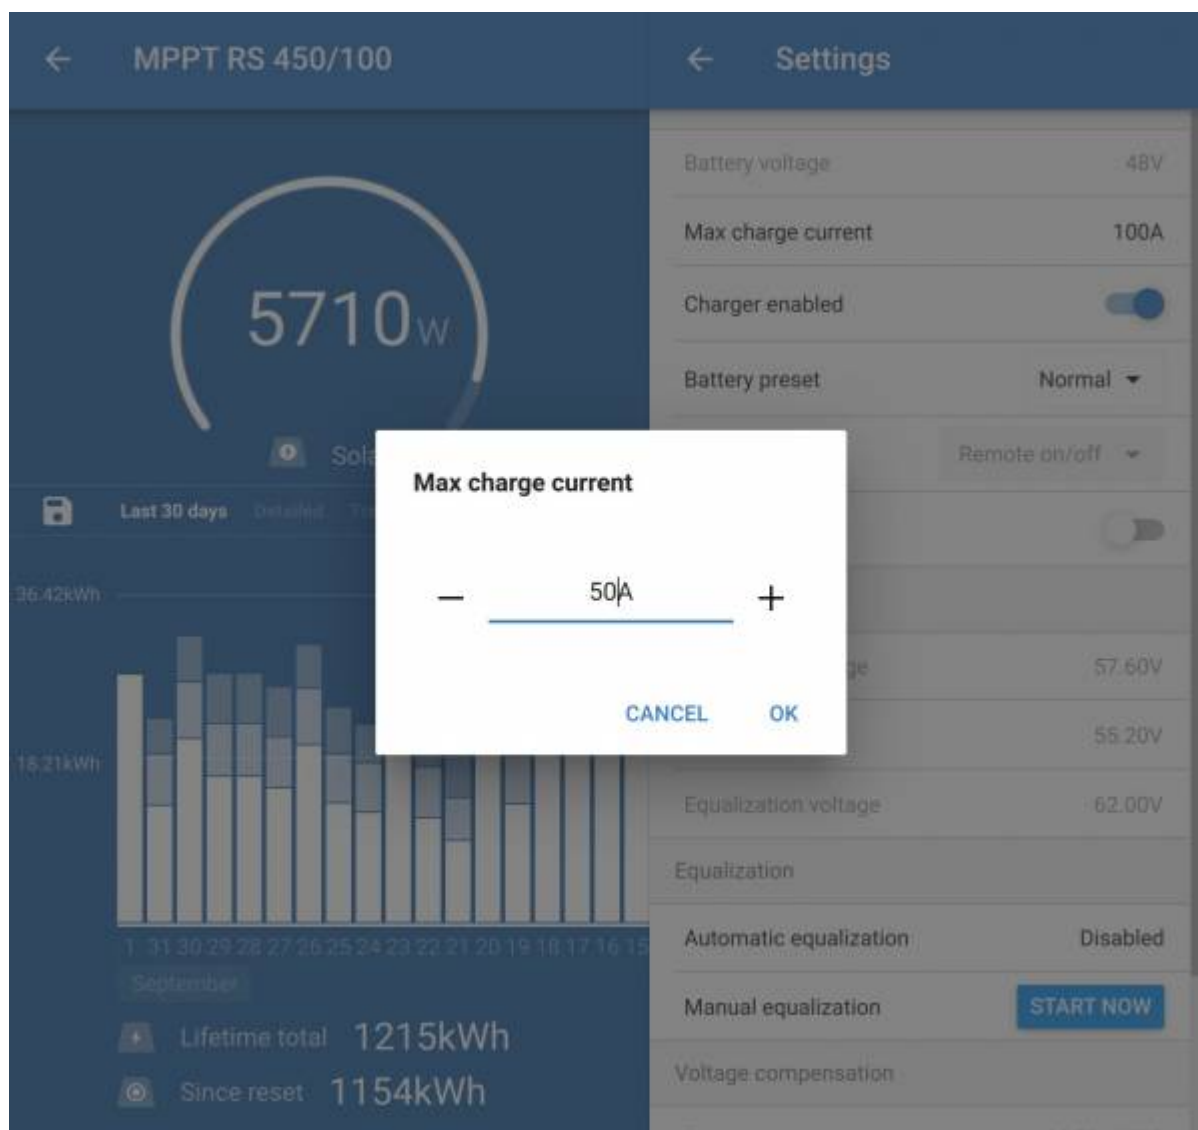 MPPT RS 450/100
5710W
Last 30 days
36.42kWh
18.21kWh
1 31 30 29 28 27 26 25 24 23 22 21 20 19 18 17 16 15
September
Lifetime total 1215kWh
Since reset 1154kWh
Settings
Battery voltage 48V
Max charge current 100A
Charger enabled
Battery preset Normal
Remote on/off
57.60V
55.20V
Equalization voltage 62.00V
Equalization
Automatic equalization Disabled
Manual equalization START NOW
Voltage compensation
Max charge current
− 50A +
CANCEL OK